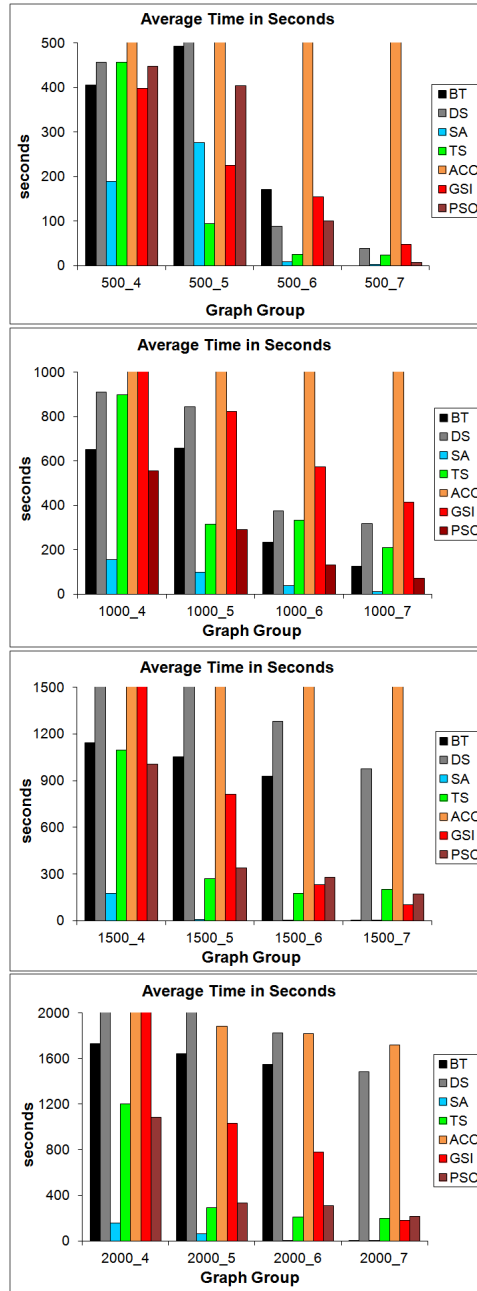 Average Time in Seconds
500
400
300
200
100
0
seconds
500_4 500_5 500_6 500_7
Graph Group
BT
DS
SA
TS
ACO
GSI
PSO
Average Time in Seconds
1000
800
600
400
200
0
seconds
1000_4 1000_5 1000_6 1000_7
Graph Group
BT
DS
SA
TS
ACO
GSI
PSO
Average Time in Seconds
1500
1200
900
600
300
0
seconds
1500_4 1500_5 1500_6 1500_7
Graph Group
BT
DS
SA
TS
ACO
GSI
PSO
Average Time in Seconds
2000
1600
1200
800
400
0
seconds
2000_4 2000_5 2000_6 2000_7
Graph Group
BT
DS
SA
TS
ACO
GSI
PSO